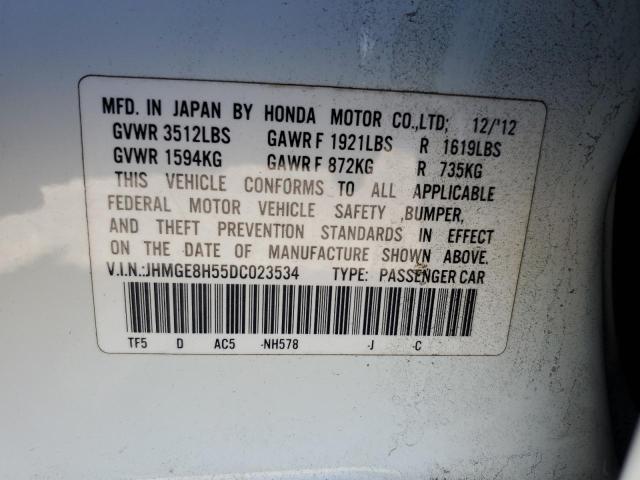 MFD. IN JAPAN BY HONDA MOTOR CO.,LTD; 12/'12
GVWR 3512LBS GAWR F 1921LBS R 1619LBS
GVWR 1594KG GAWR F 872KG R 735KG
THIS VEHICLE CONFORMS TO ALL APPLICABLE
FEDERAL MOTOR VEHICLE SAFETY ,BUMPER,
AND THEFT PREVENTION STANDARDS IN EFFECT
ON THE DATE OF MANUFACTURE SHOWN ABOVE.
V.I.N.:JHMGE8H55DC023534 TYPE: PASSENGER CAR
TF5 D AC5 -NH578 -J -C